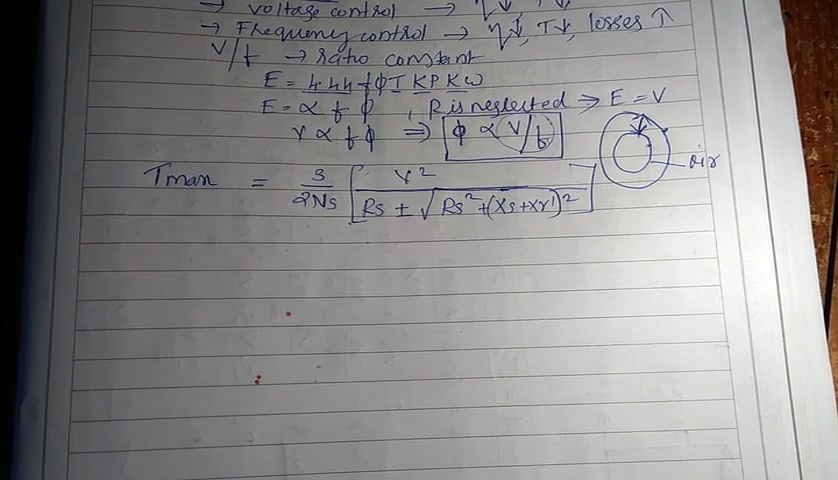 → voltage control → η↓, T↓,
→ Frequency control → η↓, T↓, losses ↑
V/f → ratio constant
E = 4.44 f Φ T KP Kω
E = ∝ f Φ , R is neglected ⇒ E = V
V ∝ f Φ ⇒ Φ ∝ V/f
Air
Tmax = 3/2Ns [V²/Rs ± √Rs²+(Xs+Xr')²]